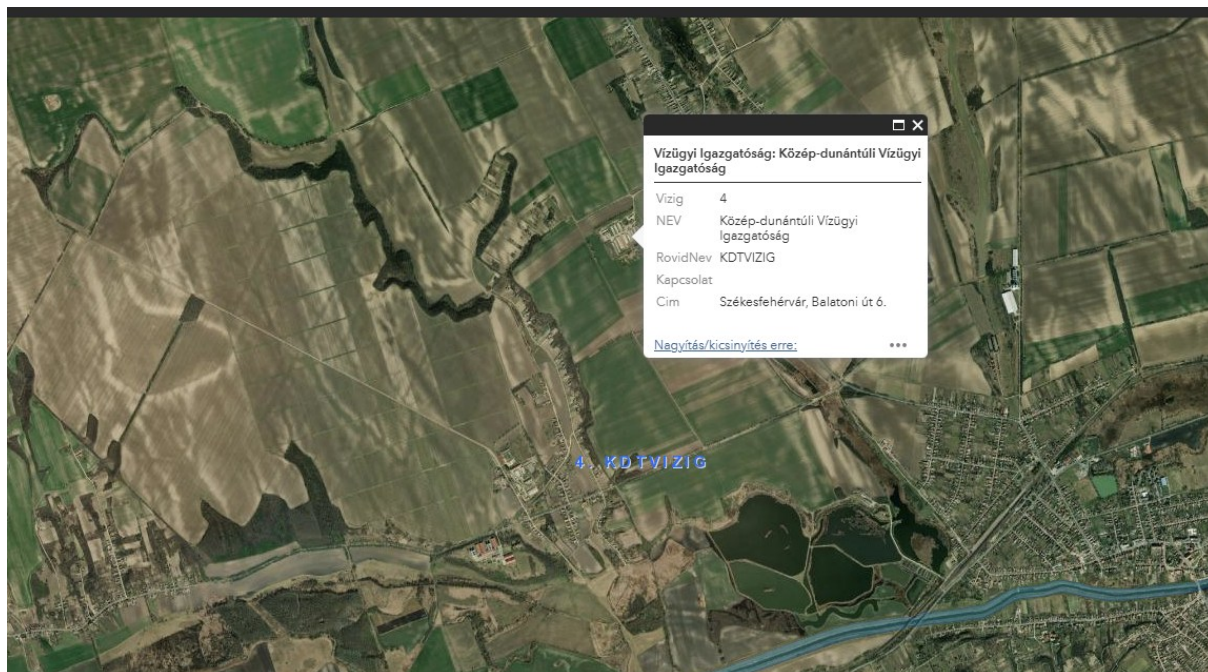 Vízügyi Igazgatóság: Közép-dunántúli Vízügyi
Igazgatóság
Vizig 4
NEV Közép-dunántúli Vízügyi
Igazgatóság
RovidNev KDTVIZIG
Kapcsolat
Cim Székesfehérvár, Balatoni út 6.
Nagyítás/kicsinyítés erre:
4. KDTVIZIG